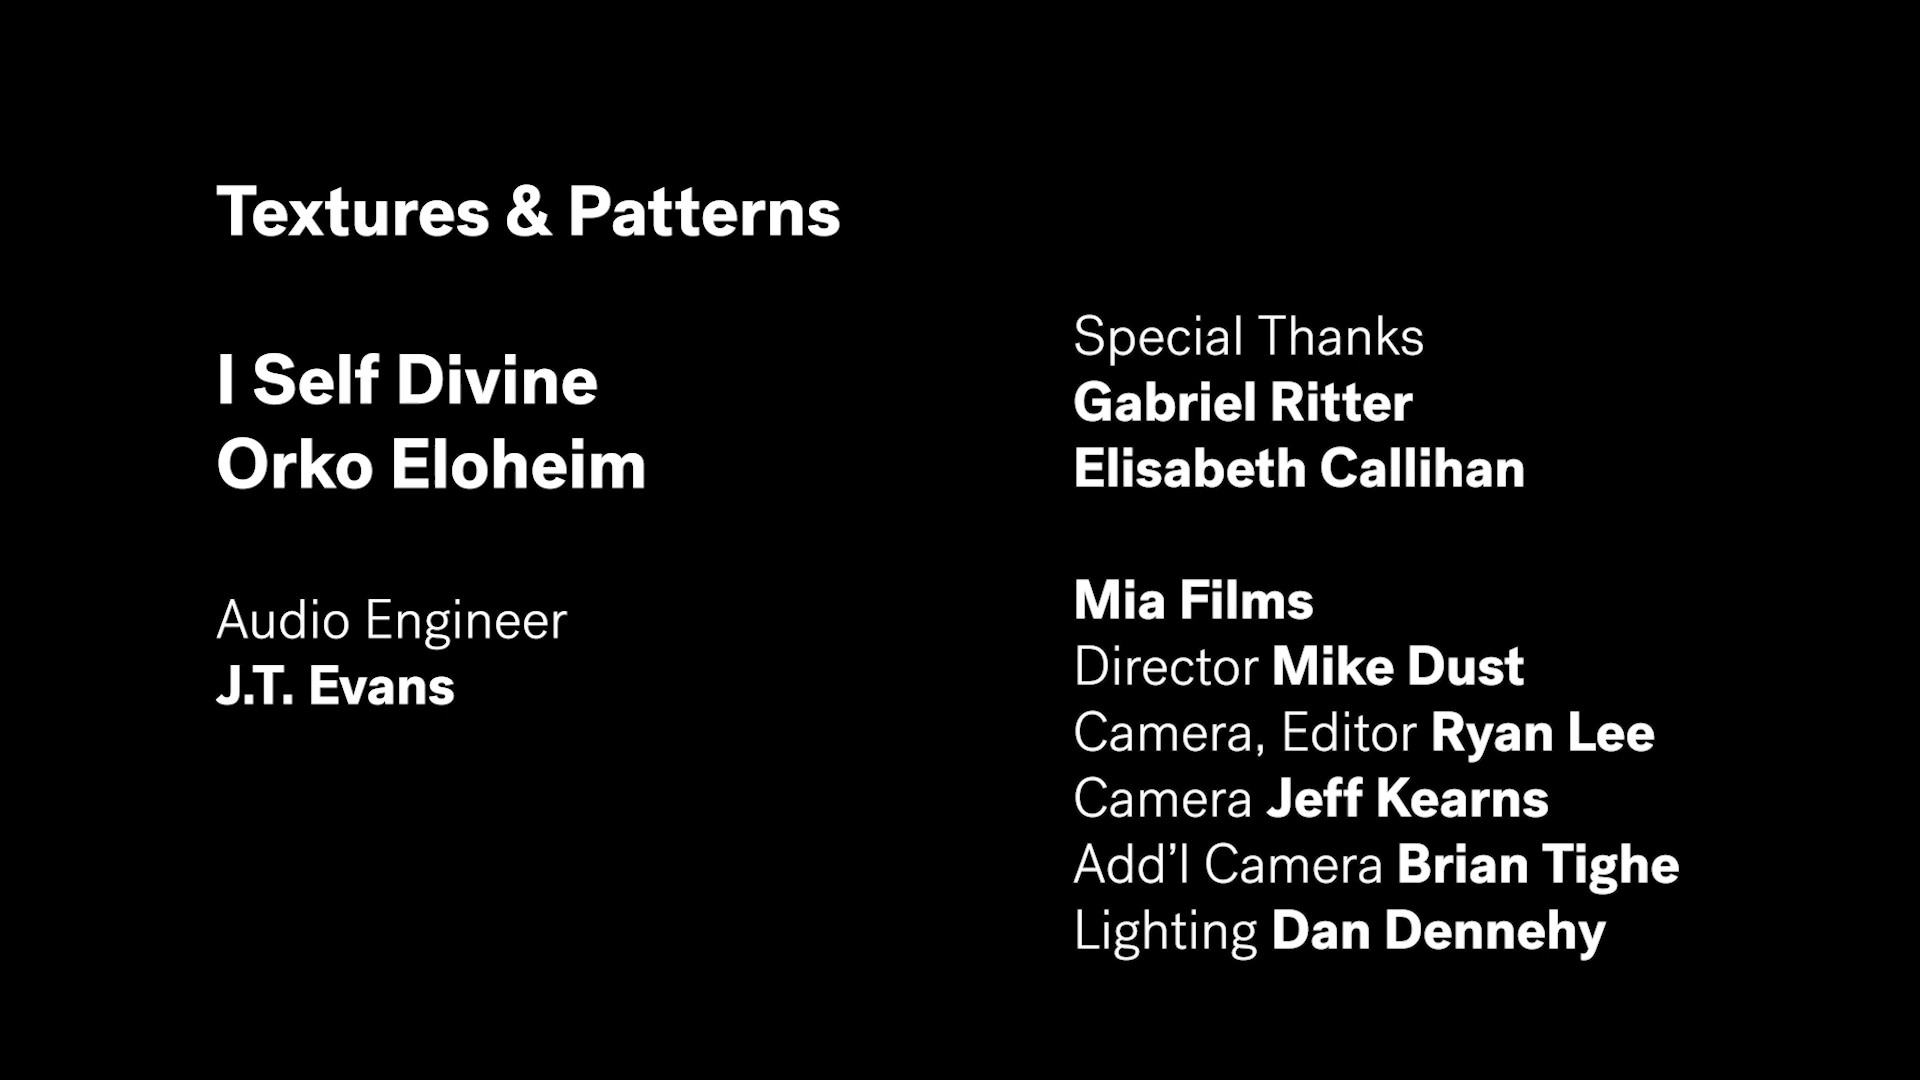 Textures & Patterns
I Self Divine
Orko Eloheim
Audio Engineer
J.T. Evans
Special Thanks
Gabriel Ritter
Elisabeth Callihan
Mia Films
Director Mike Dust
Camera, Editor Ryan Lee
Camera Jeff Kearns
Add’l Camera Brian Tighe
Lighting Dan Dennehy